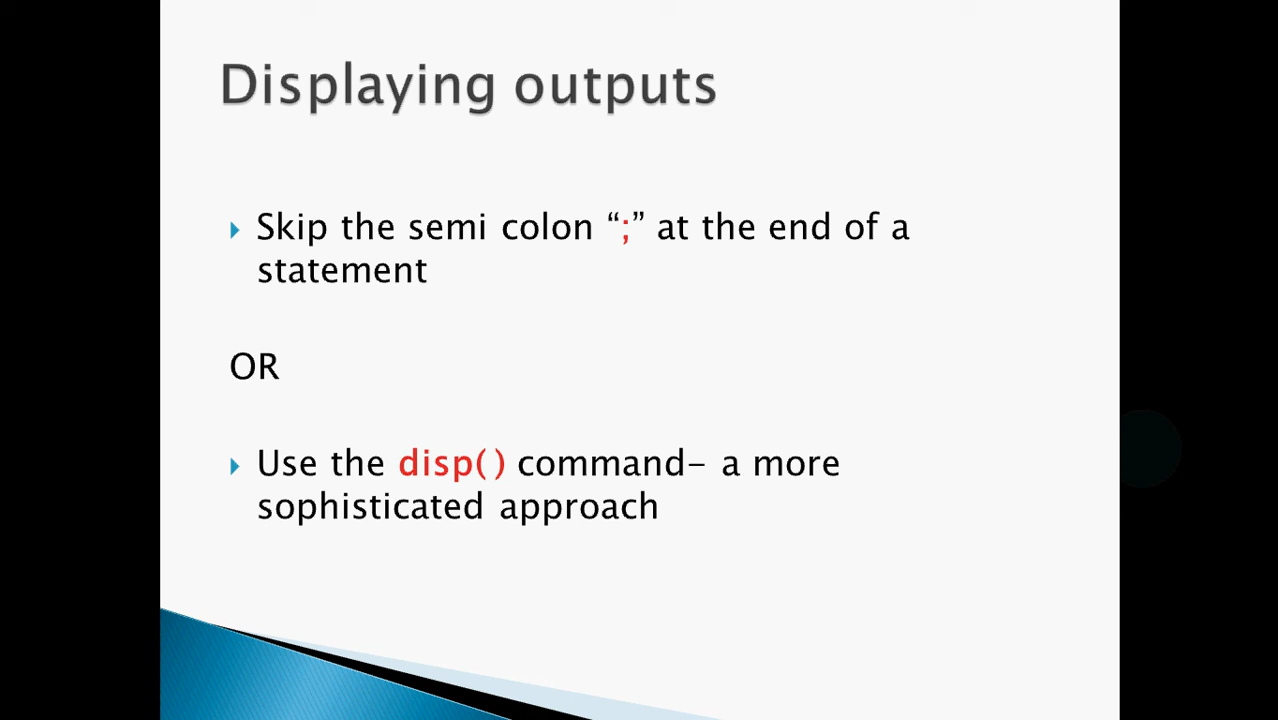 Displaying outputs
Skip the semi colon “;” at the end of a
statement
OR
Use the disp() command- a more
sophisticated approach